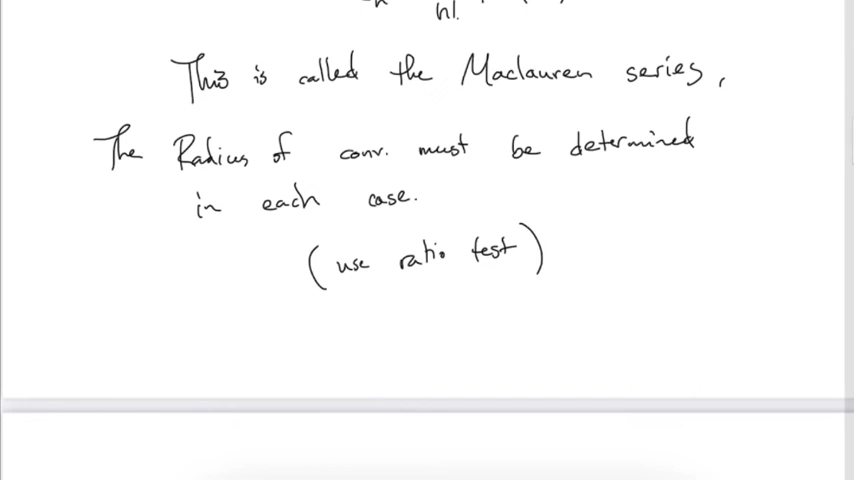 n!
This is called the Maclauren series,
The Radius of conv. must be determined
in each case.
(use ratio test)